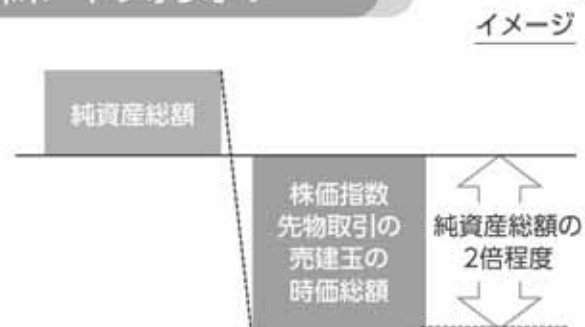 イメージ
純資産総額
株価指数
先物取引の
売建玉の
時価総額
純資産総額の
2倍程度